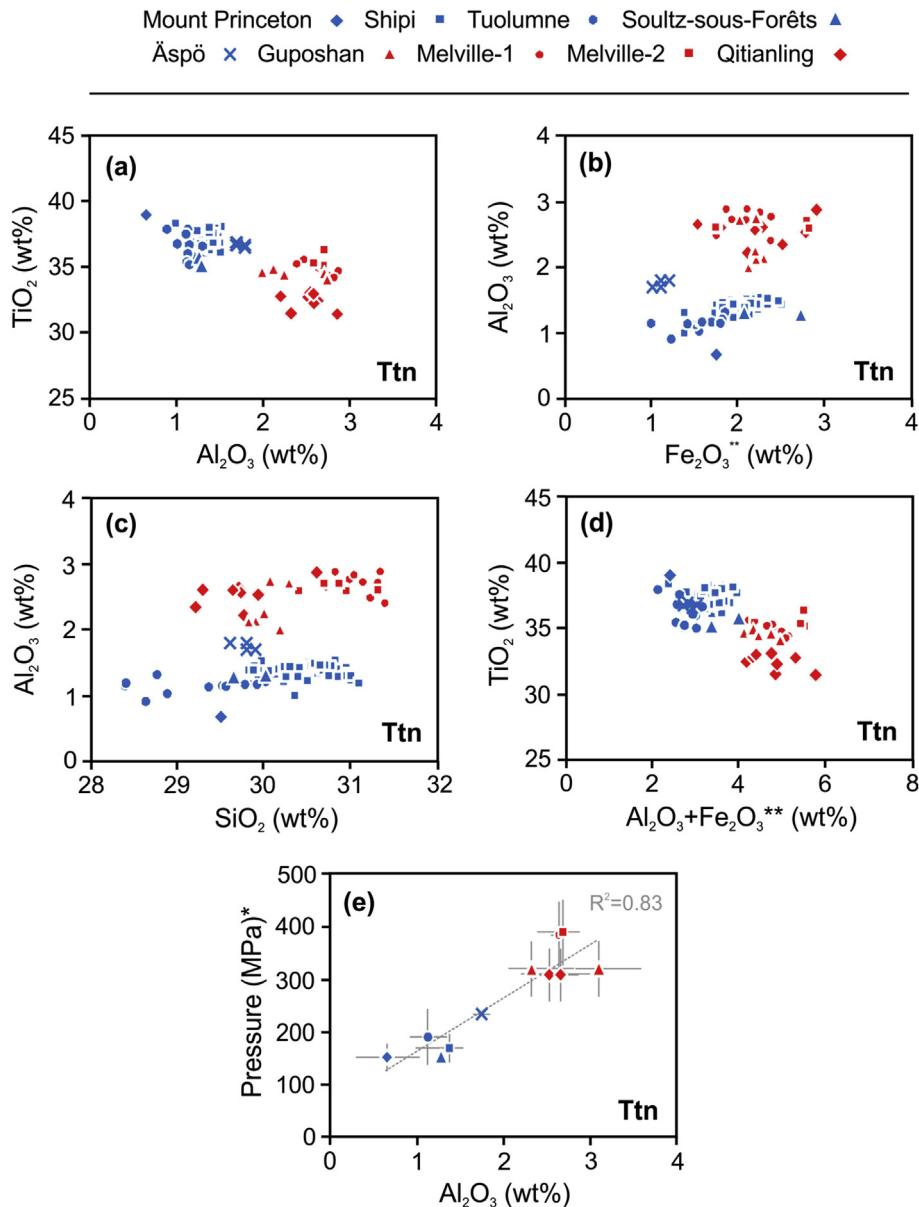 Mount Princeton Shipi Tuolumne Soultz-sous-Forêts
Äspö Guposhan Melville-1 Melville-2 Qitianling
45
40
35
30
25
(a)
TiO₂ (wt%)
Ttn
0 1 2 3 4
Al₂O₃ (wt%)
4
3
2
1
0
(b)
Al₂O₃ (wt%)
Ttn
0 1 2 3 4
Fe₂O₃** (wt%)
4
3
2
1
0
(c)
Al₂O₃ (wt%)
Ttn
28 29 30 31 32
SiO₂ (wt%)
45
40
35
30
25
(d)
TiO₂ (wt%)
Ttn
0 2 4 6 8
Al₂O₃+Fe₂O₃** (wt%)
500
400
300
200
100
0
(e)
R²=0.83
Pressure (MPa)*
Ttn
0 1 2 3 4
Al₂O₃ (wt%)